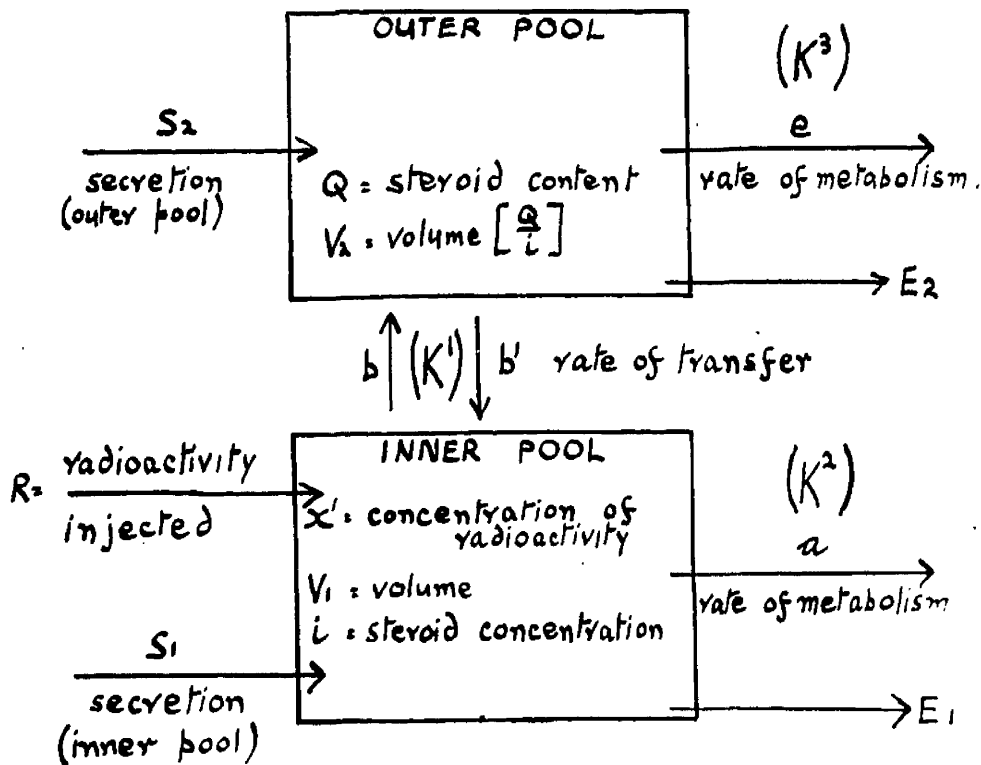 OUTER POOL
(K³)
S₂
e
secretion
(outer pool)
Q = steroid content
rate of metabolism.
V₂ = volume [Q/i]
E₂
b (K¹) b' rate of transfer
INNER POOL
R= radioactivity
injected
(K²)
x' = concentration of
radioactivity
a
V₁ = volume
rate of metabolism
i = steroid concentration
S₁
secretion
(inner pool)
E₁